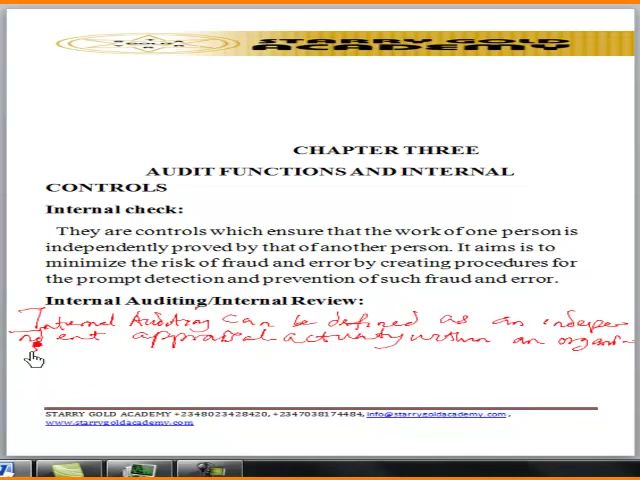 STARRY GOLD
ACADEMY
CHAPTER THREE
AUDIT FUNCTIONS AND INTERNAL
CONTROLS
Internal check:
They are controls which ensure that the work of one person is
independently proved by that of another person. It aims is to
minimize the risk of fraud and error by creating procedures for
the prompt detection and prevention of such fraud and error.
Internal Auditing/Internal Review:
Internal Auditing can be defined as an indepen
ndent appraisal activity within an organi-
STARRY GOLD ACADEMY +2348023428420, +2347038174484, info@starrygoldacademy.com ,
www.starrygoldacademy.com